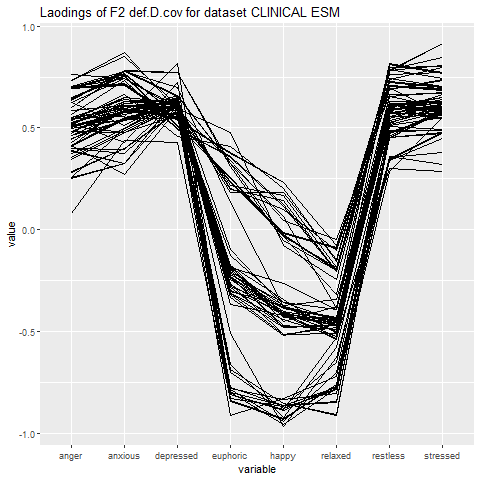 Laodings of F2 def.D.cov for dataset CLINICAL ESM
1.0
0.5
0.0
-0.5
-1.0
value
anger anxious depressed euphoric happy relaxed restless stressed
variable